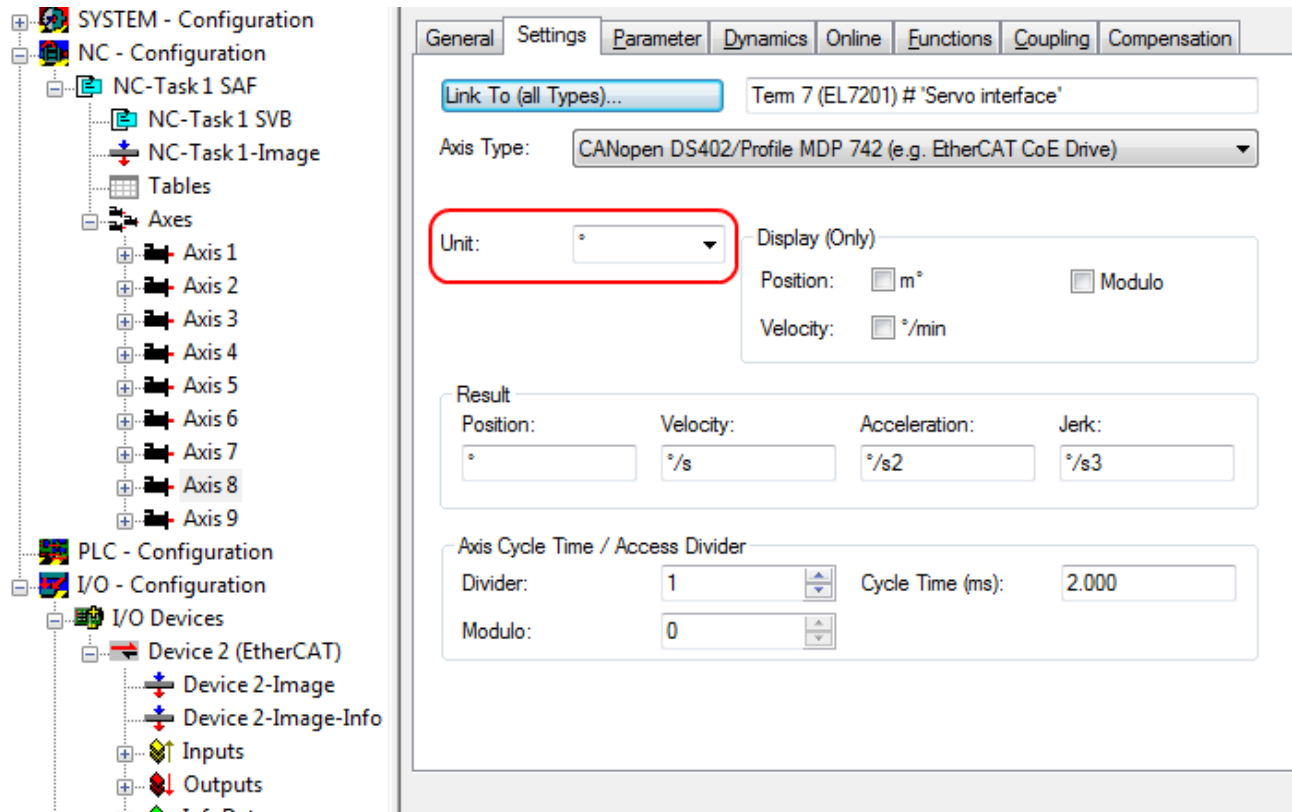 SYSTEM - Configuration
NC - Configuration
NC-Task 1 SAF
NC-Task 1 SVB
NC-Task 1-Image
Tables
Axes
Axis 1
Axis 2
Axis 3
Axis 4
Axis 5
Axis 6
Axis 7
Axis 8
Axis 9
PLC - Configuration
I/O - Configuration
I/O Devices
Device 2 (EtherCAT)
Device 2-Image
Device 2-Image-Info
Inputs
Outputs
General Settings Parameter Dynamics Online Functions Coupling Compensation
Link To (all Types)... Term 7 (EL7201) # 'Servo interface'
Axis Type: CANopen DS402/Profile MDP 742 (e.g. EtherCAT CoE Drive)
Unit: °
Display (Only)
Position: m° Modulo
Velocity: °/min
Result
Position: Velocity: Acceleration: Jerk:
° °/s °/s2 °/s3
Axis Cycle Time / Access Divider
Divider: 1 Cycle Time (ms): 2.000
Modulo: 0